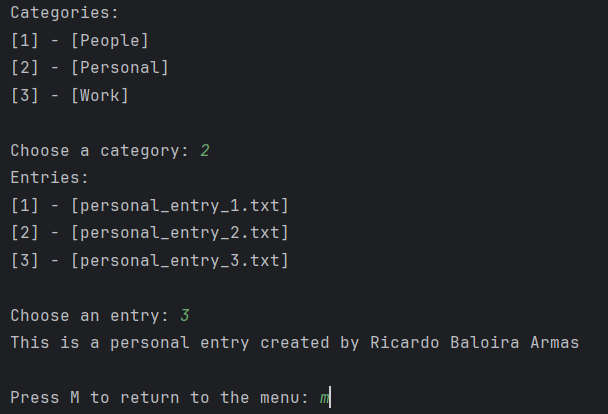 Categories:
[1] - [People]
[2] - [Personal]
[3] - [Work]
Choose a category: 2
Entries:
[1] - [personal_entry_1.txt]
[2] - [personal_entry_2.txt]
[3] - [personal_entry_3.txt]
Choose an entry: 3
This is a personal entry created by Ricardo Baloira Armas
Press M to return to the menu: m